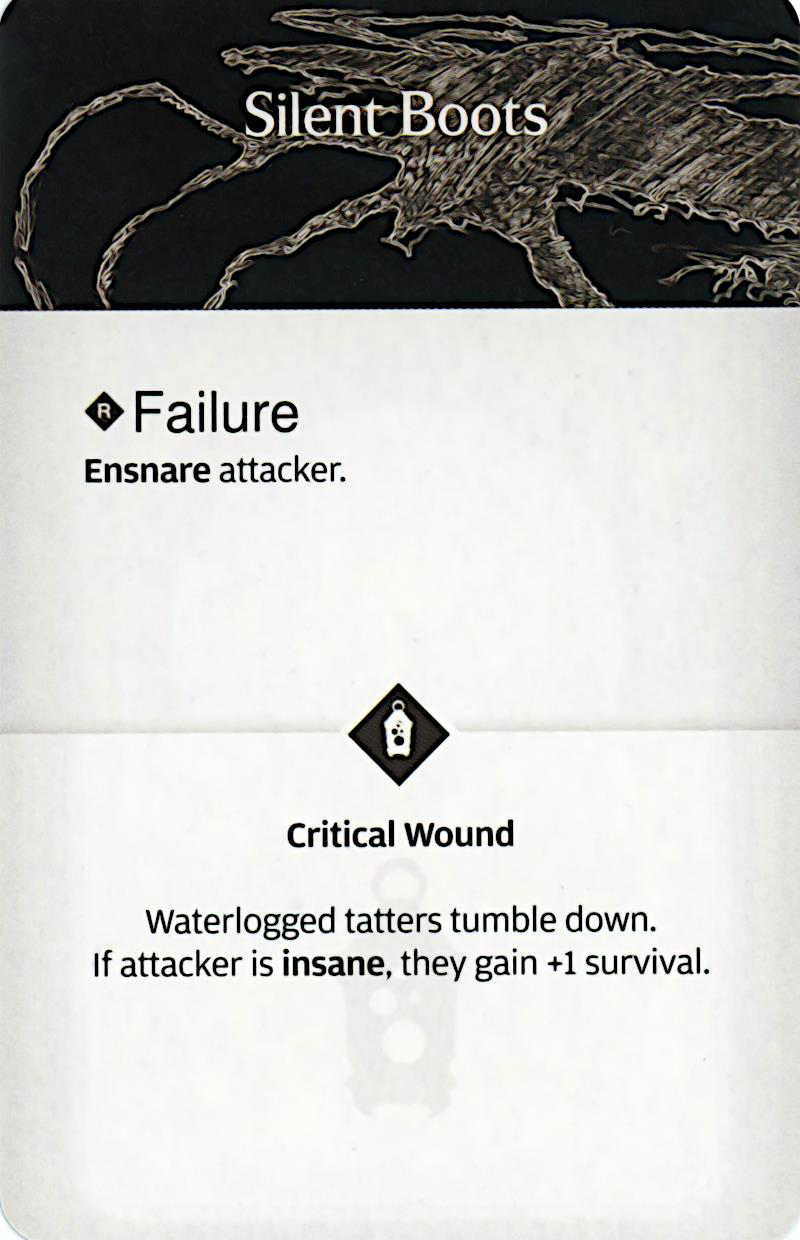 Silent Boots
R Failure
Ensnare attacker.
Critical Wound
Waterlogged tatters tumble down.
If attacker is insane, they gain +1 survival.